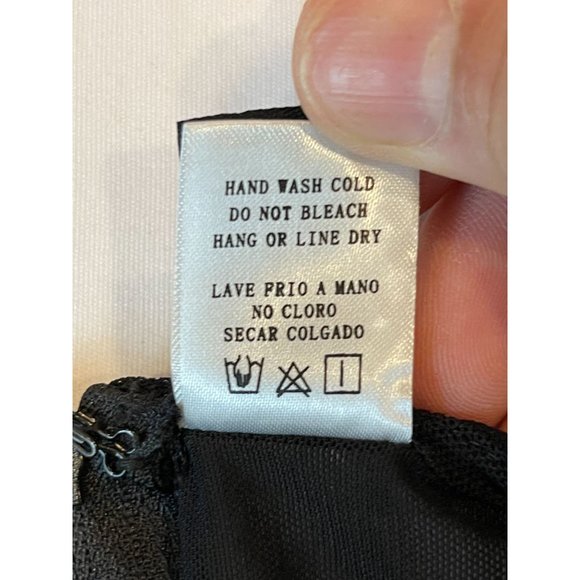 HAND WASH COLD
DO NOT BLEACH
HANG OR LINE DRY
LAVE FRIO A MANO
NO CLORO
SECAR COLGADO